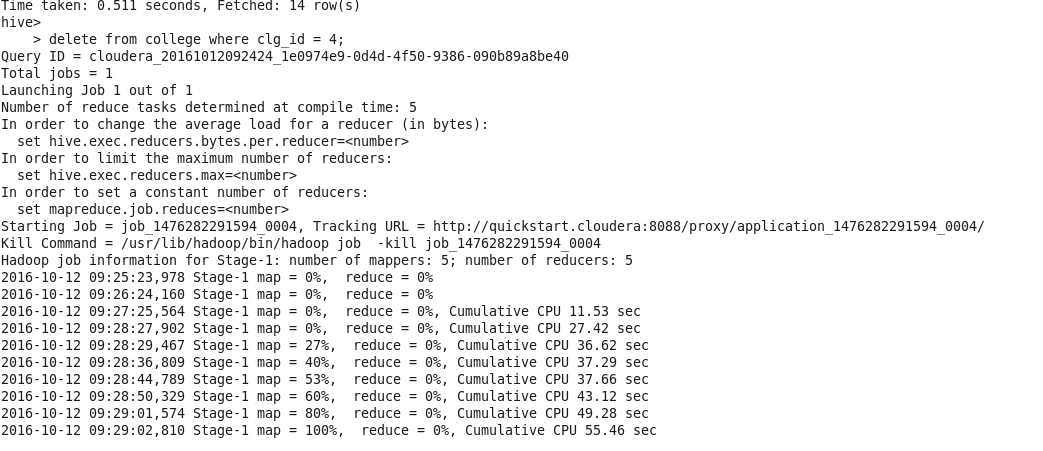 Time taken: 0.511 seconds, Fetched: 14 row(s)
hive>
    > delete from college where clg_id = 4;
Query ID = cloudera_20161012092424_1e0974e9-0d4d-4f50-9386-090b89a8be40
Total jobs = 1
Launching Job 1 out of 1
Number of reduce tasks determined at compile time: 5
In order to change the average load for a reducer (in bytes):
  set hive.exec.reducers.bytes.per.reducer=<number>
In order to limit the maximum number of reducers:
  set hive.exec.reducers.max=<number>
In order to set a constant number of reducers:
  set mapreduce.job.reduces=<number>
Starting Job = job_1476282291594_0004, Tracking URL = http://quickstart.cloudera:8088/proxy/application_1476282291594_0004/
Kill Command = /usr/lib/hadoop/bin/hadoop job  -kill job_1476282291594_0004
Hadoop job information for Stage-1: number of mappers: 5; number of reducers: 5
2016-10-12 09:25:23,978 Stage-1 map = 0%,  reduce = 0%
2016-10-12 09:26:24,160 Stage-1 map = 0%,  reduce = 0%
2016-10-12 09:27:25,564 Stage-1 map = 0%,  reduce = 0%, Cumulative CPU 11.53 sec
2016-10-12 09:28:27,902 Stage-1 map = 0%,  reduce = 0%, Cumulative CPU 27.42 sec
2016-10-12 09:28:29,467 Stage-1 map = 27%,  reduce = 0%, Cumulative CPU 36.62 sec
2016-10-12 09:28:36,809 Stage-1 map = 40%,  reduce = 0%, Cumulative CPU 37.29 sec
2016-10-12 09:28:44,789 Stage-1 map = 53%,  reduce = 0%, Cumulative CPU 37.66 sec
2016-10-12 09:28:50,329 Stage-1 map = 60%,  reduce = 0%, Cumulative CPU 43.12 sec
2016-10-12 09:29:01,574 Stage-1 map = 80%,  reduce = 0%, Cumulative CPU 49.28 sec
2016-10-12 09:29:02,810 Stage-1 map = 100%,  reduce = 0%, Cumulative CPU 55.46 sec